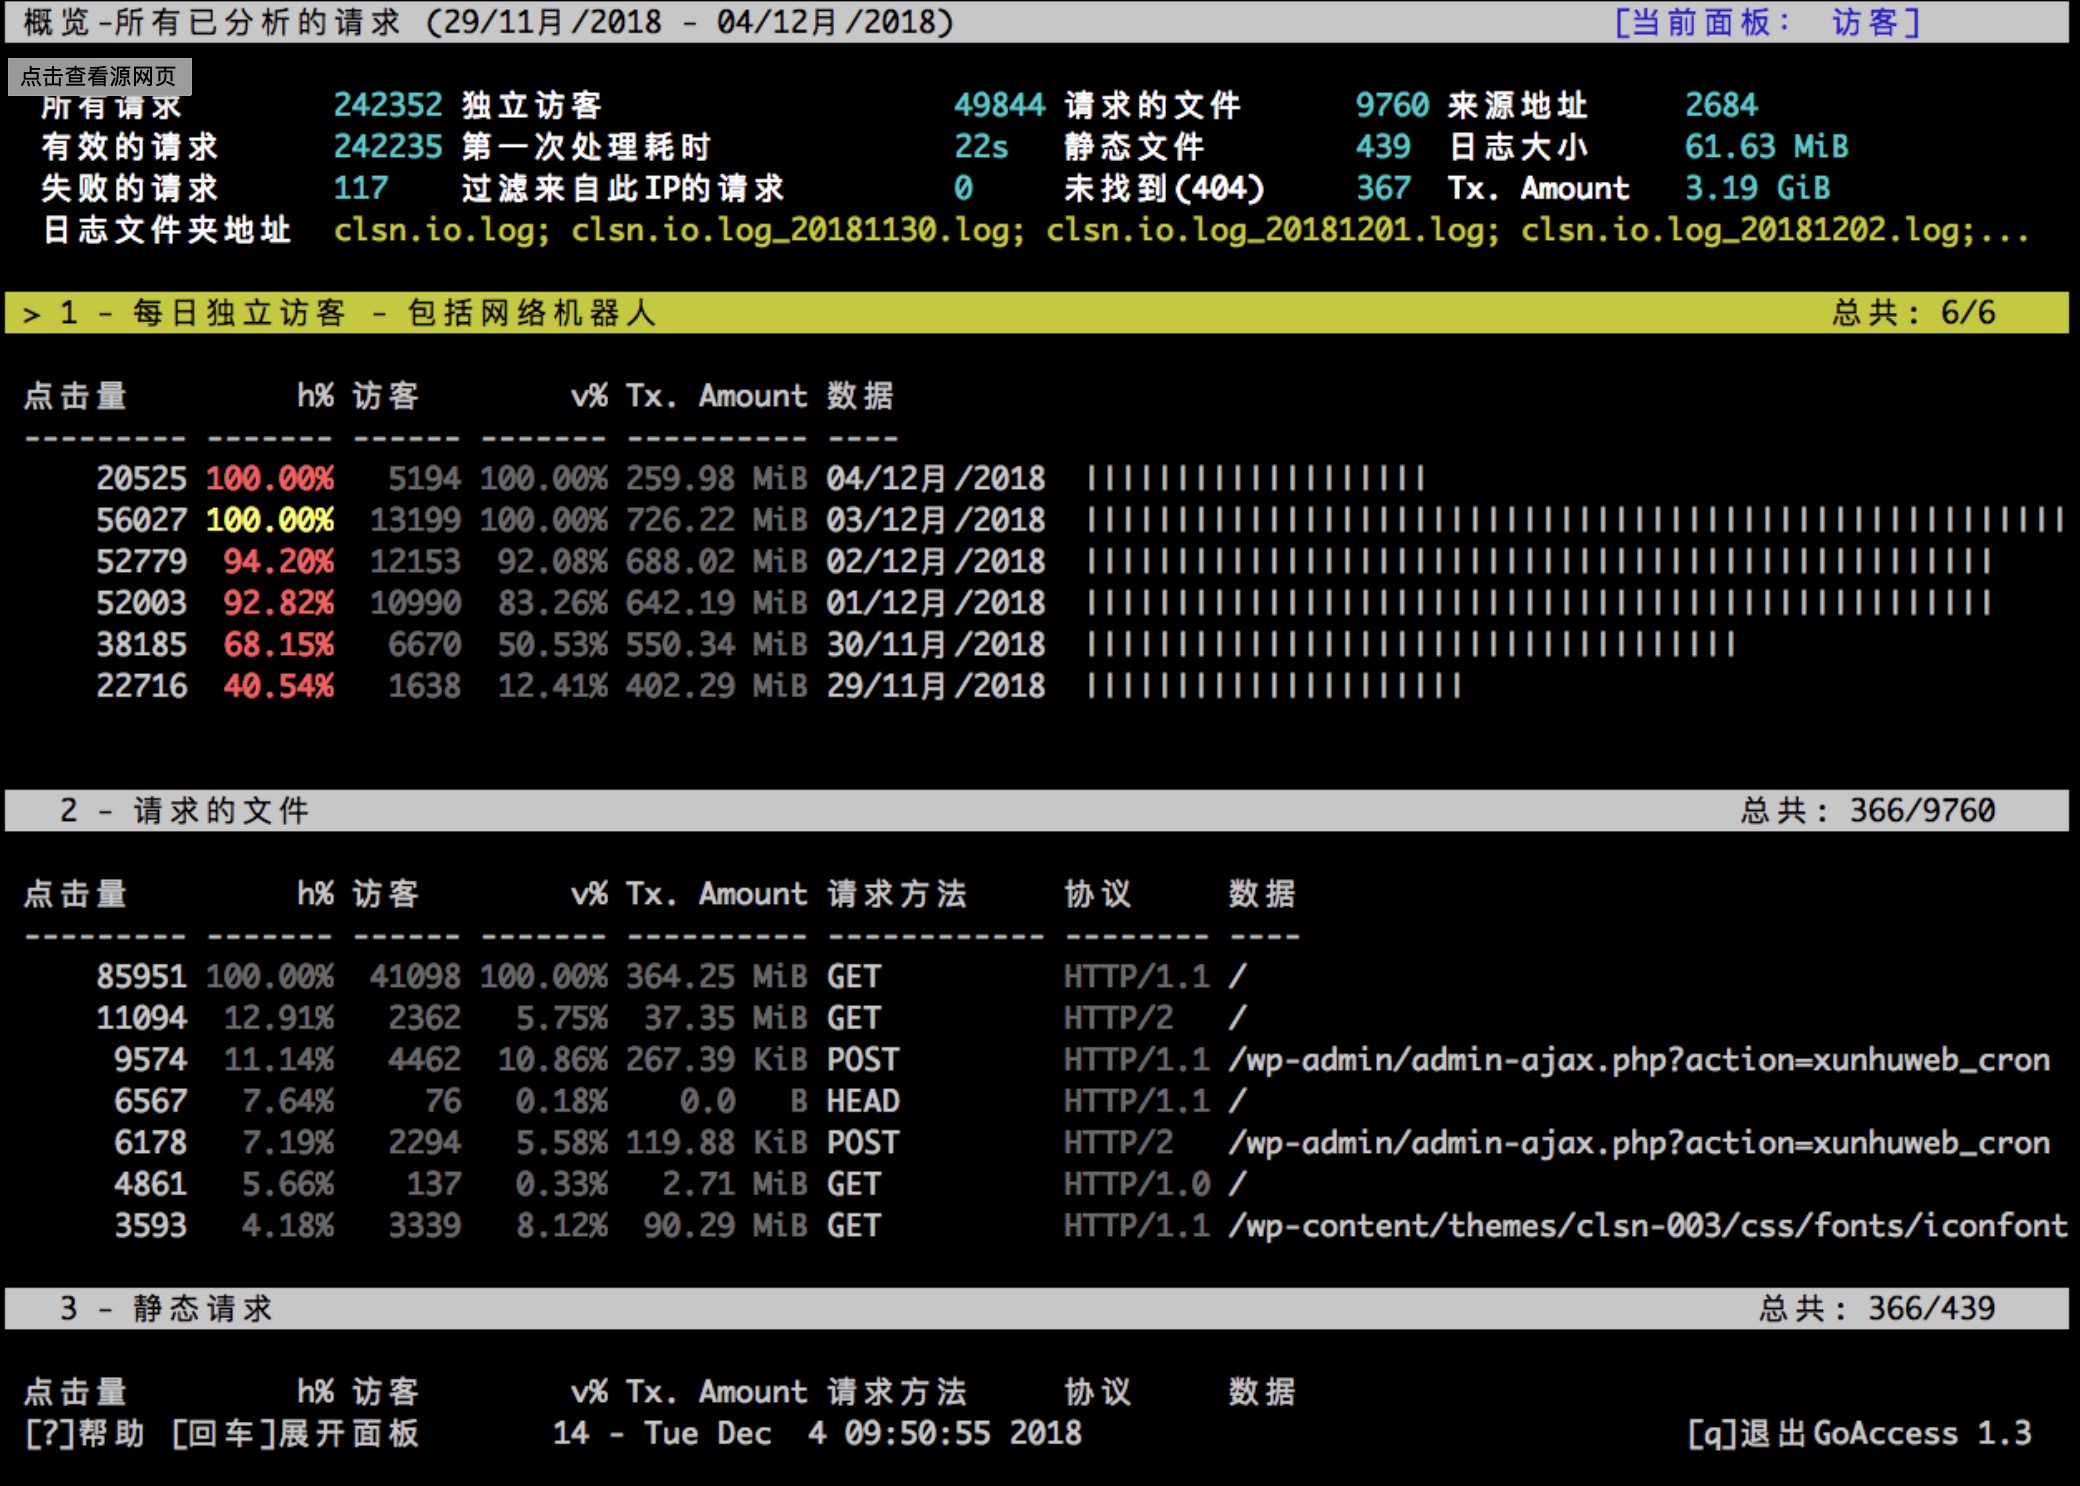 概览-所有已分析的请求 (29/11月/2018 - 04/12月/2018) [当前面板： 访客]
点击查看源网页
所有请求 242352 独立访客 49844 请求的文件 9760 来源地址 2684
有效的请求 242235 第一次处理耗时 22s 静态文件 439 日志大小 61.63 MiB
失败的请求 117 过滤来自此IP的请求 0 未找到(404) 367 Tx. Amount 3.19 GiB
日志文件夹地址 clsn.io.log; clsn.io.log_20181130.log; clsn.io.log_20181201.log; clsn.io.log_20181202.log;...
> 1 - 每日独立访客 - 包括网络机器人 总共: 6/6
点击量 h% 访客 v% Tx. Amount 数据
--------- ------- ------ ------- ---------- ----
20525 100.00% 5194 100.00% 259.98 MiB 04/12月/2018 |||||||||||||||||||
56027 100.00% 13199 100.00% 726.22 MiB 03/12月/2018 ||||||||||||||||||||||||||||||||||||||||||||||||||||||
52779 94.20% 12153 92.08% 688.02 MiB 02/12月/2018 ||||||||||||||||||||||||||||||||||||||||||||||||||
52003 92.82% 10990 83.26% 642.19 MiB 01/12月/2018 ||||||||||||||||||||||||||||||||||||||||||||||||||
38185 68.15% 6670 50.53% 550.34 MiB 30/11月/2018 ||||||||||||||||||||||||||||||||||||
22716 40.54% 1638 12.41% 402.29 MiB 29/11月/2018 |||||||||||||||||||||
2 - 请求的文件 总共: 366/9760
点击量 h% 访客 v% Tx. Amount 请求方法 协议 数据
--------- ------- ------ ------- ---------- ------------ -------- ----
85951 100.00% 41098 100.00% 364.25 MiB GET HTTP/1.1 /
11094 12.91% 2362 5.75% 37.35 MiB GET HTTP/2 /
9574 11.14% 4462 10.86% 267.39 KiB POST HTTP/1.1 /wp-admin/admin-ajax.php?action=xunhuweb_cron
6567 7.64% 76 0.18% 0.0 B HEAD HTTP/1.1 /
6178 7.19% 2294 5.58% 119.88 KiB POST HTTP/2 /wp-admin/admin-ajax.php?action=xunhuweb_cron
4861 5.66% 137 0.33% 2.71 MiB GET HTTP/1.0 /
3593 4.18% 3339 8.12% 90.29 MiB GET HTTP/1.1 /wp-content/themes/clsn-003/css/fonts/iconfont
3 - 静态请求 总共: 366/439
点击量 h% 访客 v% Tx. Amount 请求方法 协议 数据
[?]帮助 [回车]展开面板 14 - Tue Dec 4 09:50:55 2018 [q]退出GoAccess 1.3